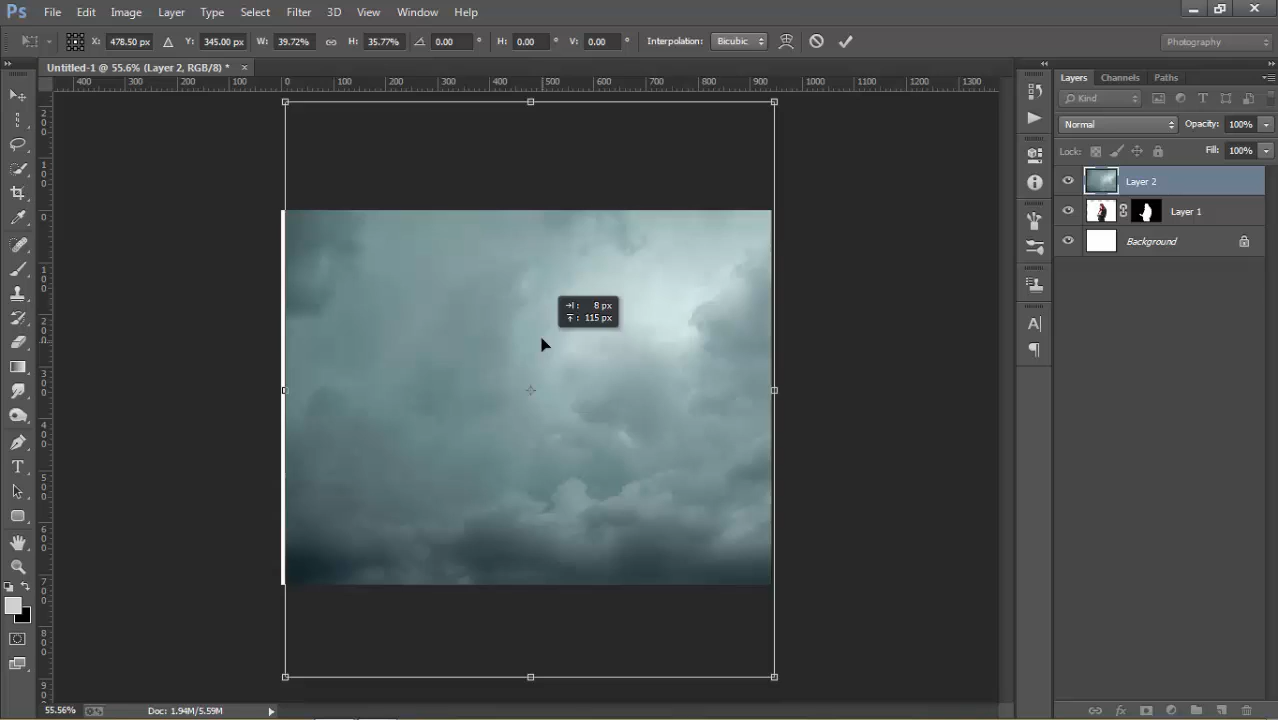 Ps File Edit Image Layer Type Select Filter 3D View Window Help
X: 478.50 px Y: 345.00 px W: 39.72% H: 35.77% 0.00 ° H: 0.00 ° V: 0.00 ° Interpolation: Bicubic Photography
Untitled-1 @ 55.6% (Layer 2, RGB/8) * ×
400 300 200 100 0 100 200 300 400 500 600 700 800 900 1000 1100 1200 1300
Layers Channels Paths
Kind
Normal Opacity: 100%
Lock: Fill: 100%
Layer 2
Layer 1
Background
8 px
115 px
55.56% Doc: 1.94M/5.59M